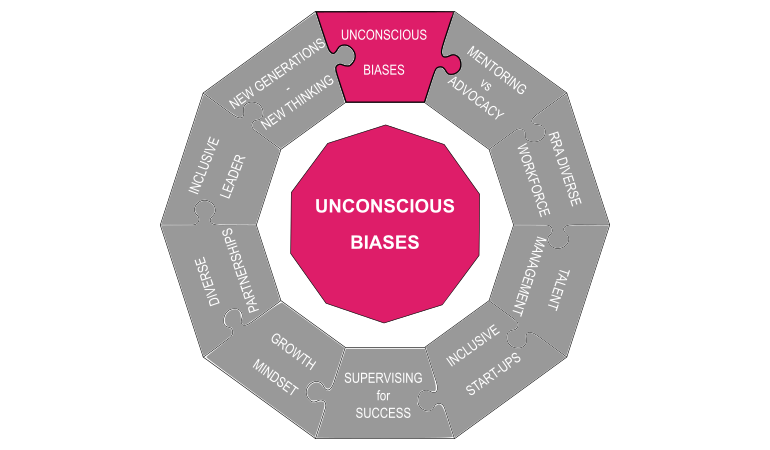 UNCONSCIOUS
BIASES
MENTORING
vs
ADVOCACY
RRA DIVERSE
WORKFORCE
TALENT
MANAGEMENT
INCLUSIVE
START-UPS
SUPERVISING
for
SUCCESS
GROWTH
MINDSET
DIVERSE
PARTNERSHIPS
INCLUSIVE
LEADER
NEW GENERATIONS
-
NEW THINKING
UNCONSCIOUS
BIASES